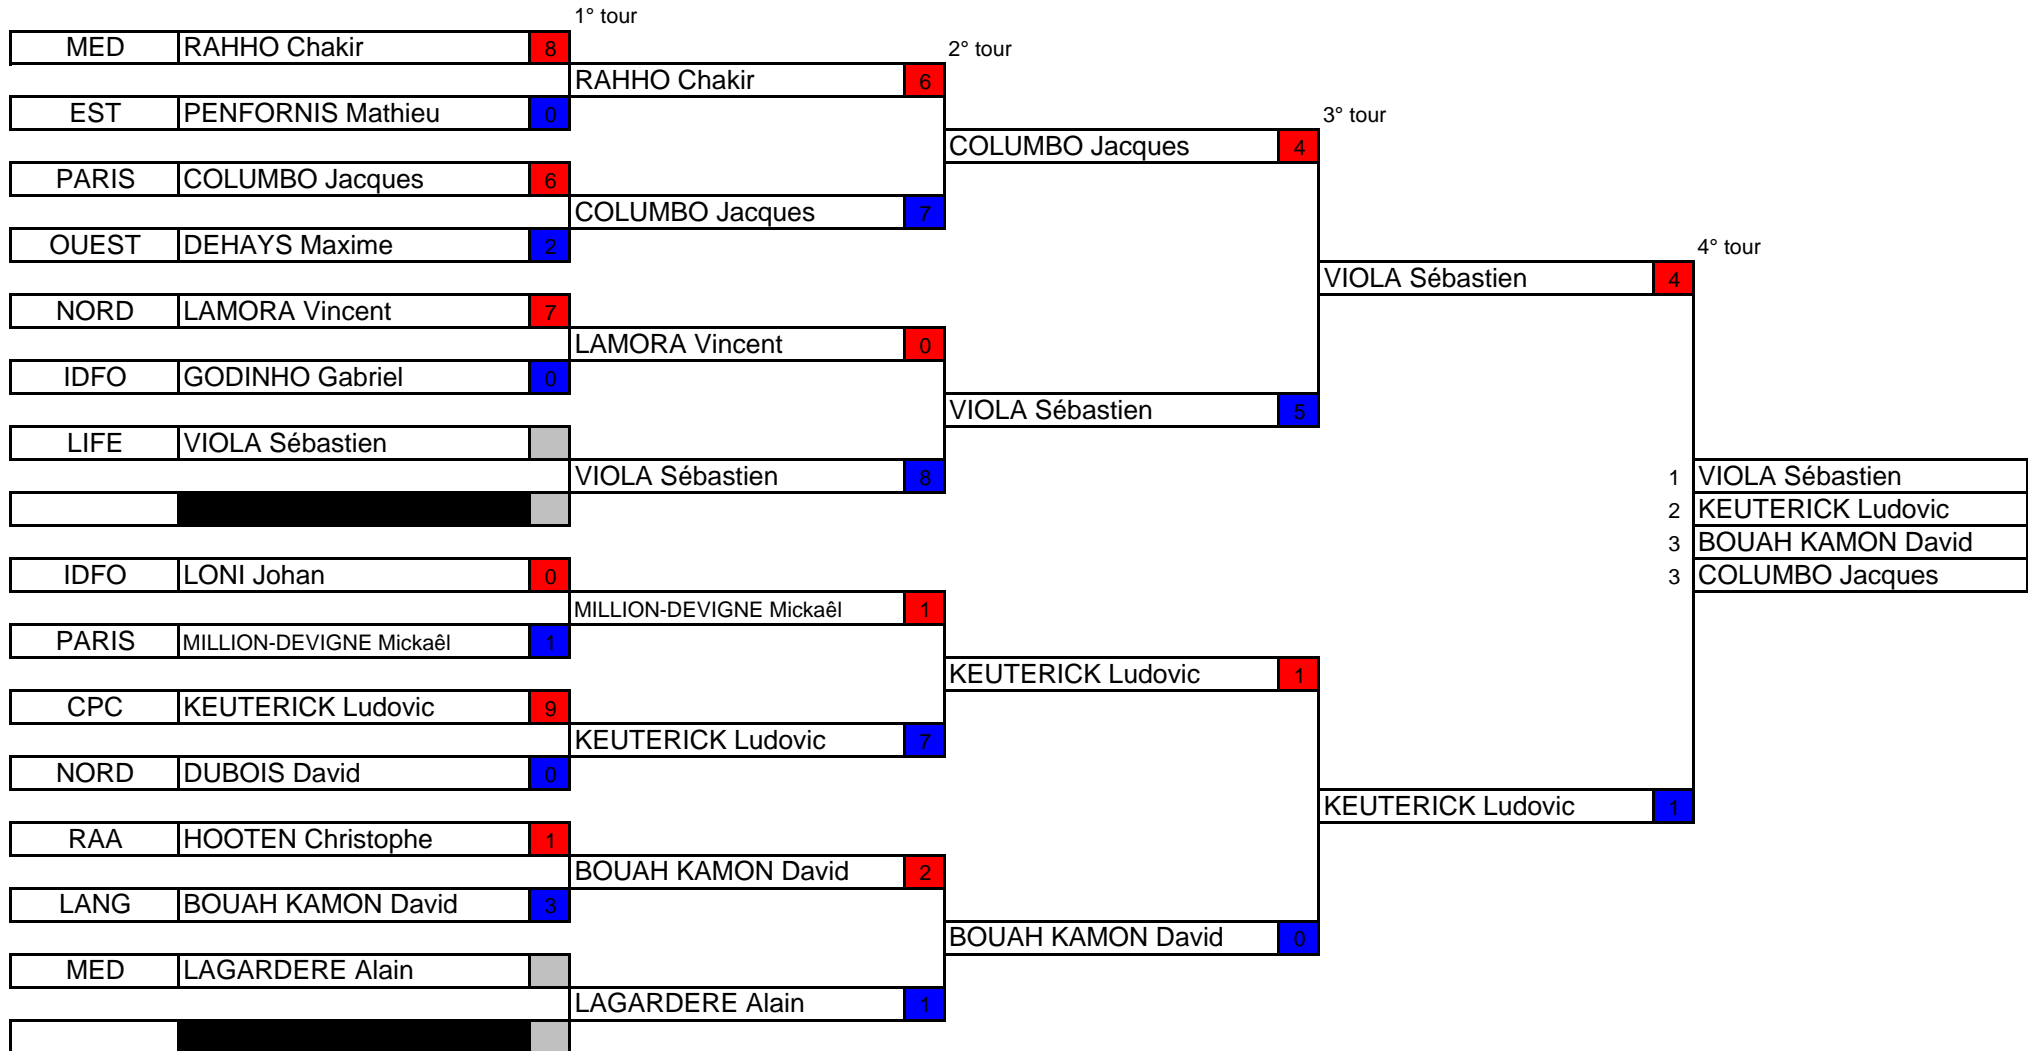 1° tour
MED RAHHO Chakir 8
2° tour
RAHHO Chakir 6
EST PENFORNIS Mathieu 0
3° tour
COLUMBO Jacques 4
PARIS COLUMBO Jacques 6
COLUMBO Jacques 7
OUEST DEHAYS Maxime 2
4° tour
VIOLA Sébastien 4
NORD LAMORA Vincent 7
LAMORA Vincent 0
IDFO GODINHO Gabriel 0
VIOLA Sébastien 5
LIFE VIOLA Sébastien
VIOLA Sébastien 8
1 VIOLA Sébastien
2 KEUTERICK Ludovic
3 BOUAH KAMON David
3 COLUMBO Jacques
IDFO LONI Johan 0
MILLION-DEVIGNE Mickaêl 1
PARIS MILLION-DEVIGNE Mickaêl 1
KEUTERICK Ludovic 1
CPC KEUTERICK Ludovic 9
KEUTERICK Ludovic 7
NORD DUBOIS David 0
KEUTERICK Ludovic 1
RAA HOOTEN Christophe 1
BOUAH KAMON David 2
LANG BOUAH KAMON David 3
BOUAH KAMON David 0
MED LAGARDERE Alain
LAGARDERE Alain 1